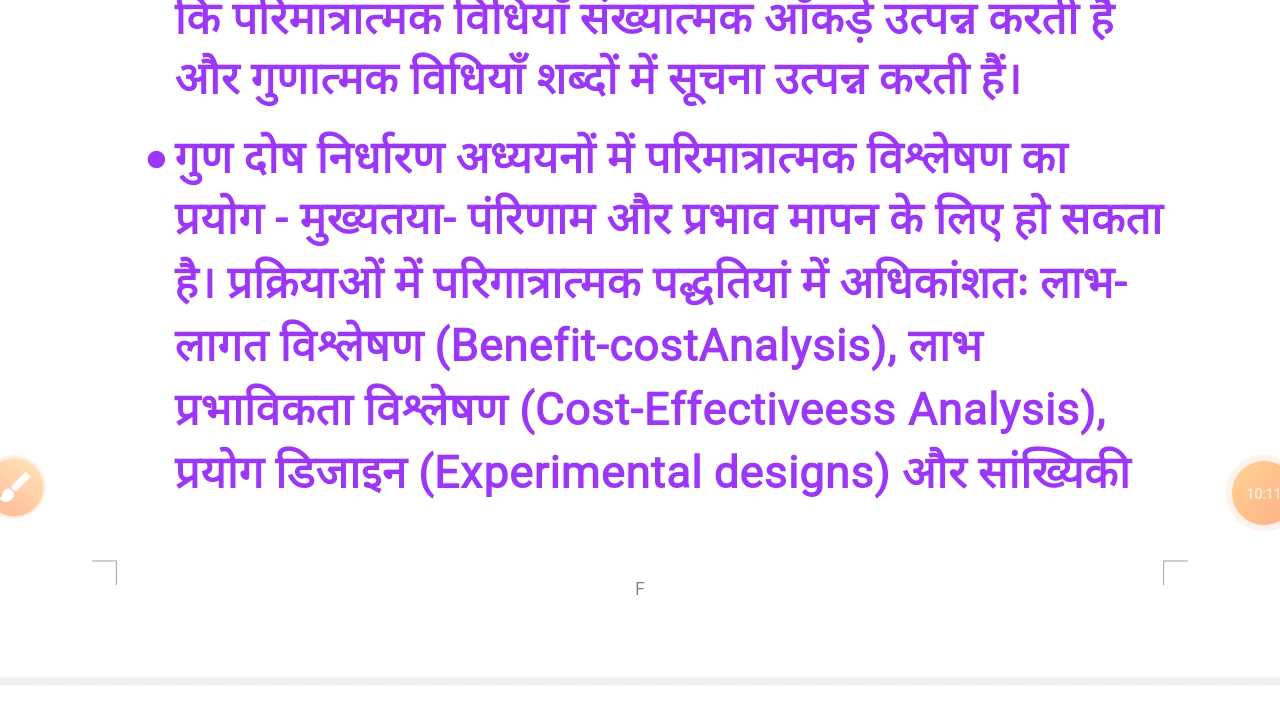 कि परिमात्रात्मक विधियाँ संख्यात्मक आँकड़े उत्पन्न करती हैं
और गुणात्मक विधियाँ शब्दों में सूचना उत्पन्न करती हैं।
• गुण दोष निर्धारण अध्ययनों में परिमात्रात्मक विश्लेषण का
प्रयोग - मुख्यतया- पंरिणाम और प्रभाव मापन के लिए हो सकता
है। प्रक्रियाओं में परिगात्रात्मक पद्धतियां में अधिकांशतः लाभ-
लागत विश्लेषण (Benefit-costAnalysis), लाभ
प्रभाविकता विश्लेषण (Cost-Effectiveess Analysis),
प्रयोग डिजाइन (Experimental designs) और सांख्यिकी
10:11
F